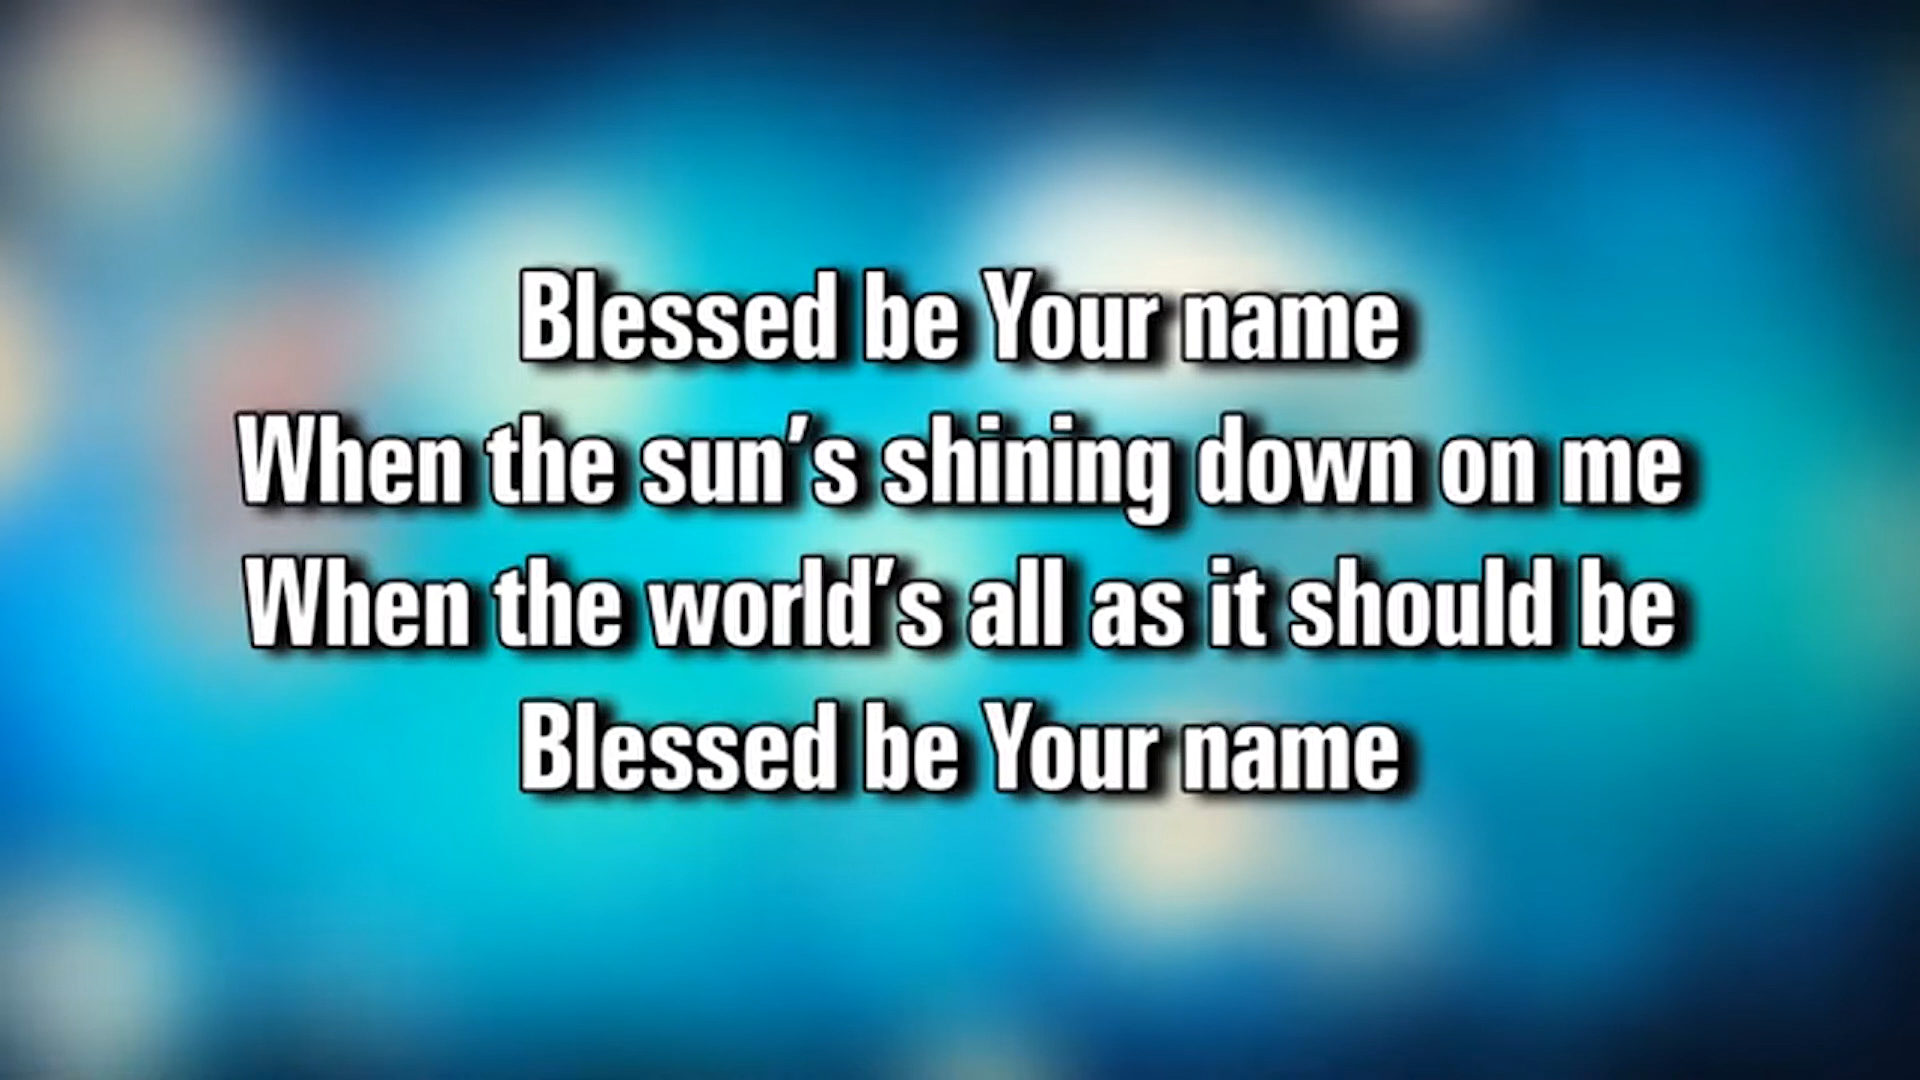 Blessed be Your name
When the sun’s shining down on me
When the world’s all as it should be
Blessed be Your name